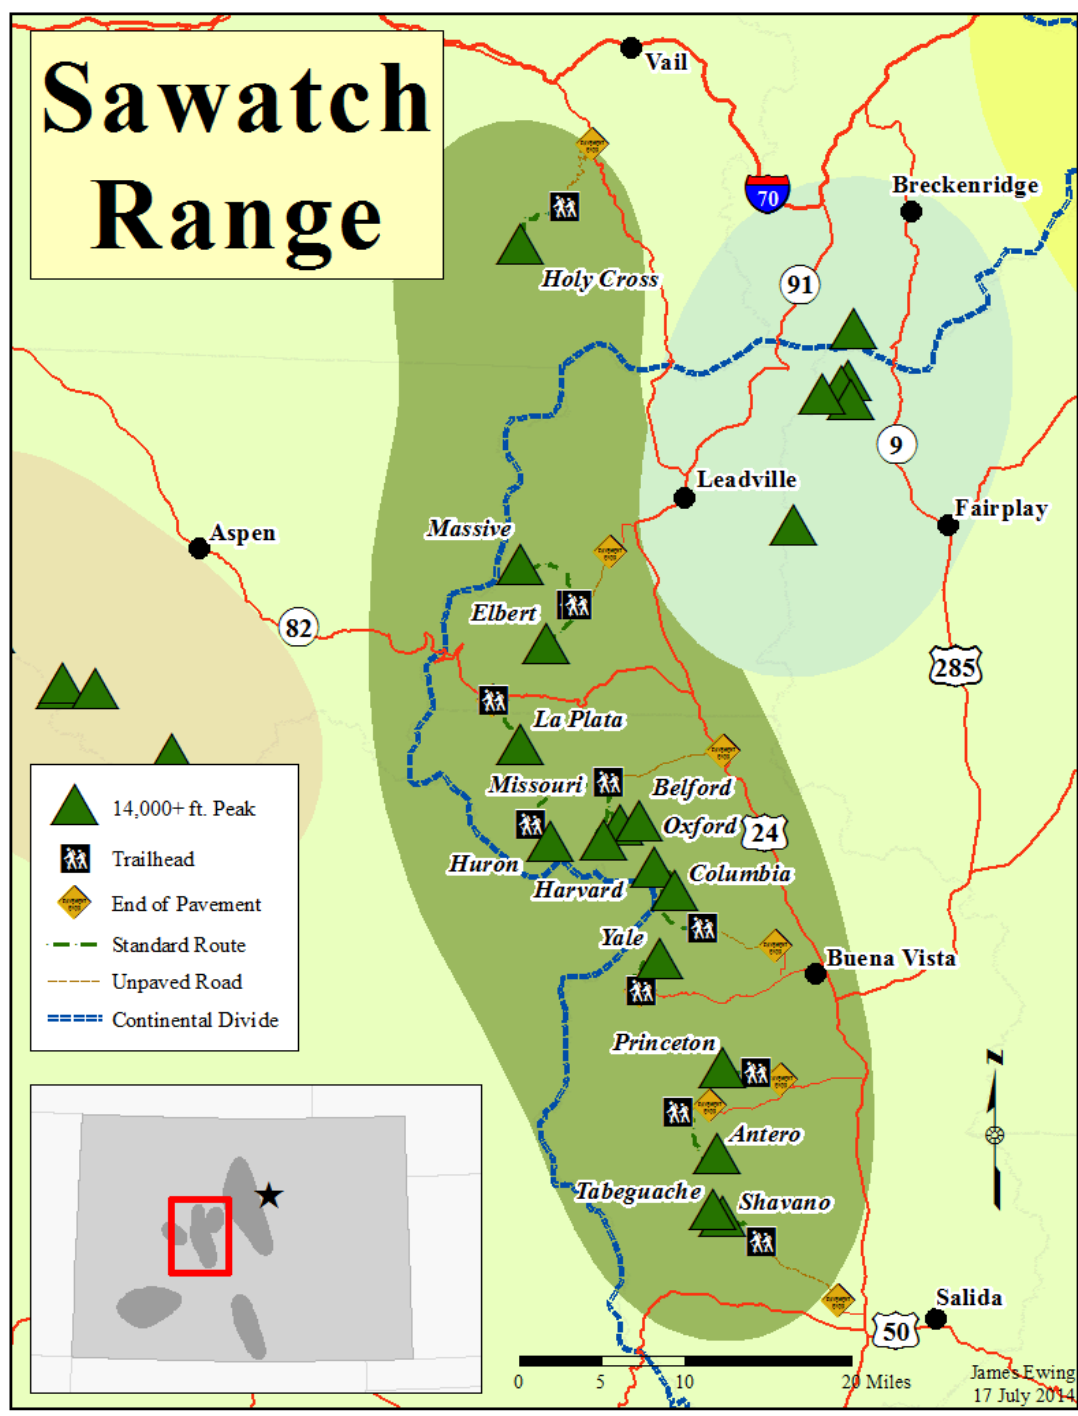 Sawatch
Range
Vail
70
Breckenridge
91
Holy Cross
9
Leadville
Fairplay
Massive
Aspen
Elbert
82
285
La Plata
Missouri
Belford
Oxford
24
Huron
Harvard
Columbia
Yale
Buena Vista
14,000+ ft. Peak
Trailhead
End of Pavement
Standard Route
Unpaved Road
Continental Divide
Princeton
Z
Antero
Tabeguache
Shavano
Salida
50
0 5 10 20 Miles
James Ewing
17 July 2014